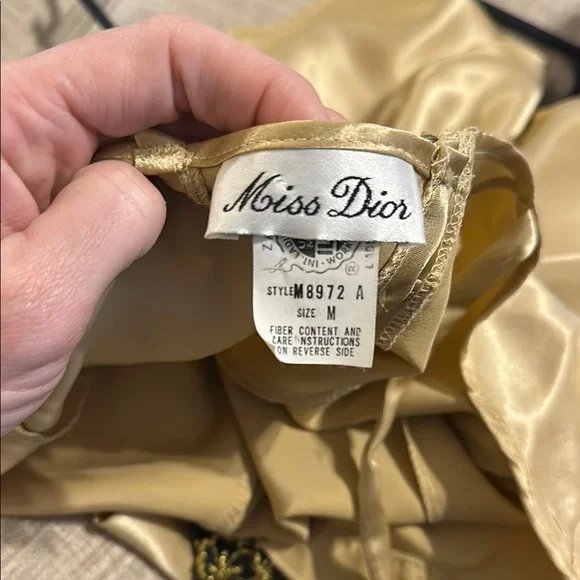 Miss Dior
STYLE M8972 A
SIZE M
FIBER CONTENT AND
CARE INSTRUCTIONS
ON REVERSE SIDE